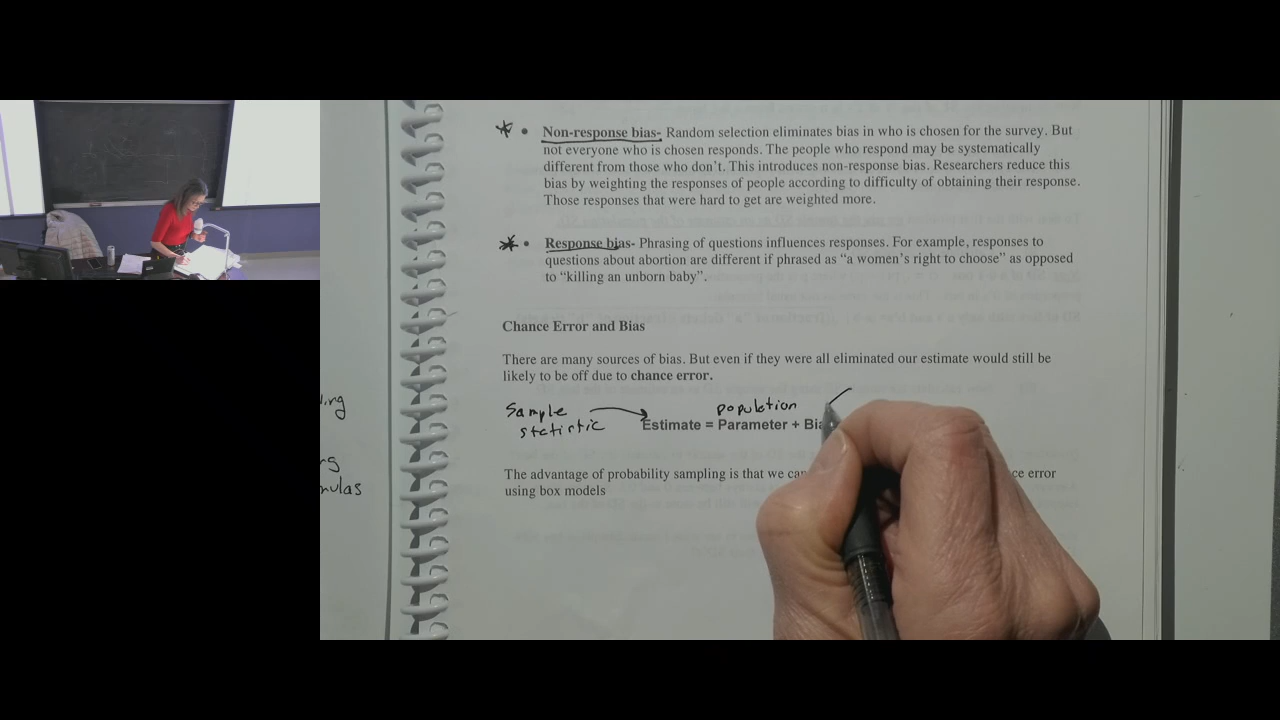 Non-response bias- Random selection eliminates bias in who is chosen for the survey. But
not everyone who is chosen responds. The people who respond may be systematically
different from those who don't. This introduces non-response bias. Researchers reduce this
bias by weighting the responses of people according to difficulty of obtaining their response.
Those responses that were hard to get are weighted more.
Response bias- Phrasing of questions influences responses. For example, responses to
questions about abortion are different if phrased as “a women's right to choose” as opposed
to “killing an unborn baby”.
Chance Error and Bias
There are many sources of bias. But even if they were all eliminated our estimate would still be
likely to be off due to chance error.
Sample population
statistic
Estimate = Parameter +
The advantage of probability sampling is that we can error
using box models